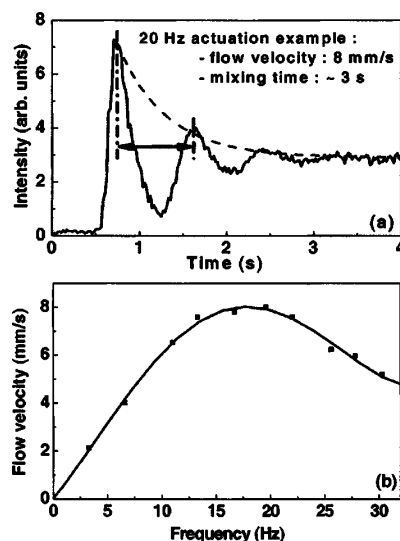 8
6
4
2
0
Intensity (arb. units)
20 Hz actuation example :
- flow velocity : 8 mm/s
- mixing time : ~ 3 s
(a)
0 1 2 3 4
Time (s)
8
6
4
2
0
Flow velocity (mm/s)
(b)
0 5 10 15 20 25 30
Frequency (Hz)